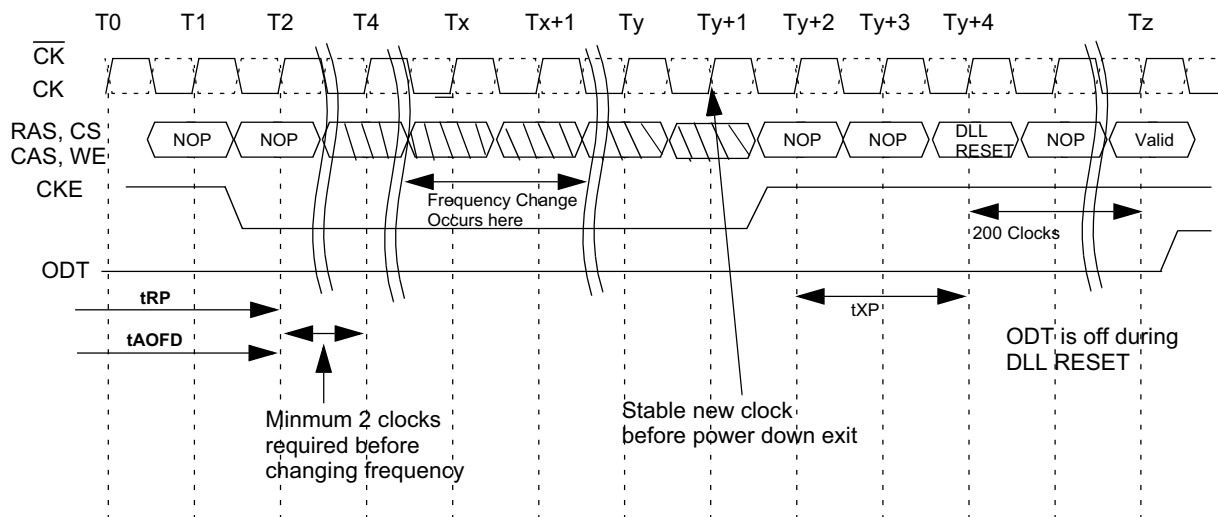 T0 T1 T2 T4 Tx Tx+1 Ty Ty+1 Ty+2 Ty+3 Ty+4 Tz
CK
CK
RAS, CS
CAS, WE
NOP NOP NOP NOP DLL RESET NOP Valid
CKE
Frequency Change
Occurs here
200 Clocks
ODT
tRP
tXP
tAOFD
ODT is off during
DLL RESET
Minmum 2 clocks
required before
changing frequency
Stable new clock
before power down exit